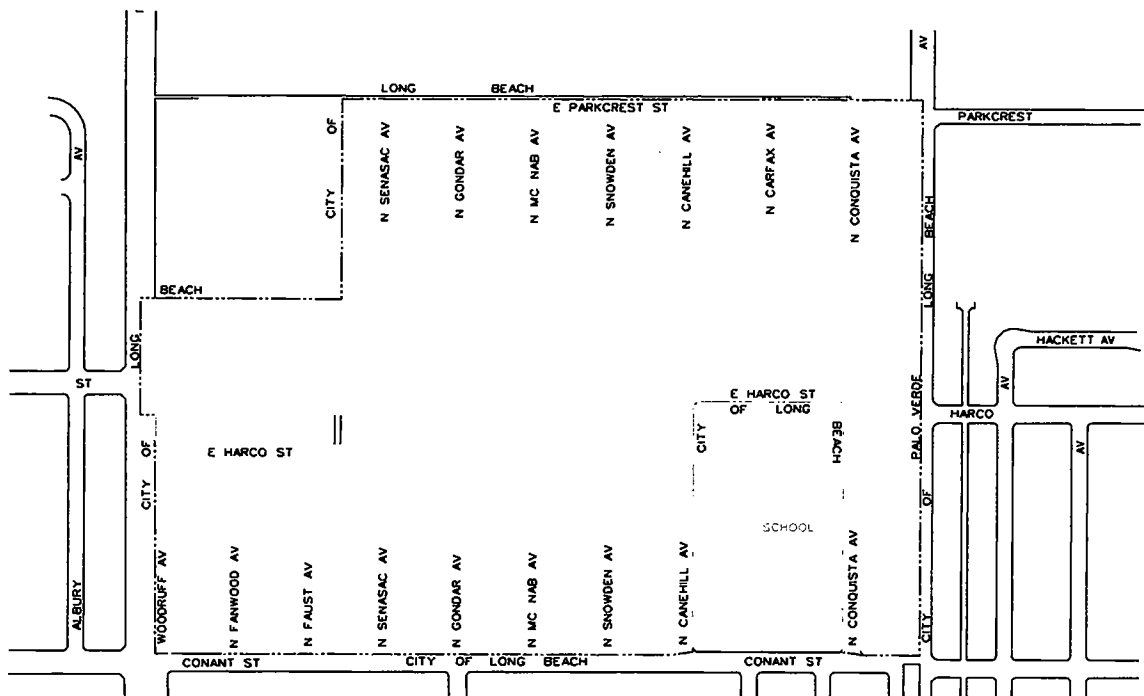 LONG BEACH
E PARKCREST ST
AV
PARKCREST
AV
CITY OF
N SENASAC AV
N GONDAR AV
N MC NAB AV
N SNOWDEN AV
N CANEHILL AV
N CARFAX AV
N CONQUISTA AV
LONG BEACH
BEACH
LONG
HACKETT AV
ST
AV
E HARCO ST
OF LONG
HARCO
PALO VERDE
CITY
BEACH
AV
E HARCO ST
CITY OF
SCHOOL
CITY OF
ALBURY
WOODRUFF AV
N FANWOOD AV
N FAUST AV
N SENASAC AV
N GONDAR AV
N MC NAB AV
N SNOWDEN AV
N CANEHILL AV
N CONQUISTA AV
CONANT ST
CITY OF LONG BEACH
CONANT ST